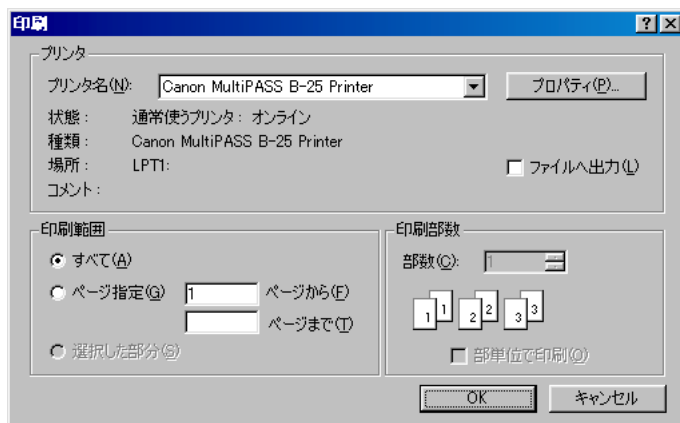 印刷
プリンタ
プリンタ名(N): Canon MultiPASS B-25 Printer プロパティ(P)...
状態： 通常使うプリンタ： オンライン
種類： Canon MultiPASS B-25 Printer
場所： LPT1: ファイルへ出力(L)
コメント：
印刷範囲
すべて(A)
ページ指定(G) 1 ページから(F)
ページまで(T)
選択した部分(S)
印刷部数
部数(C): 1
1 1 2 2 3 3
部単位で印刷(O)
OK キャンセル